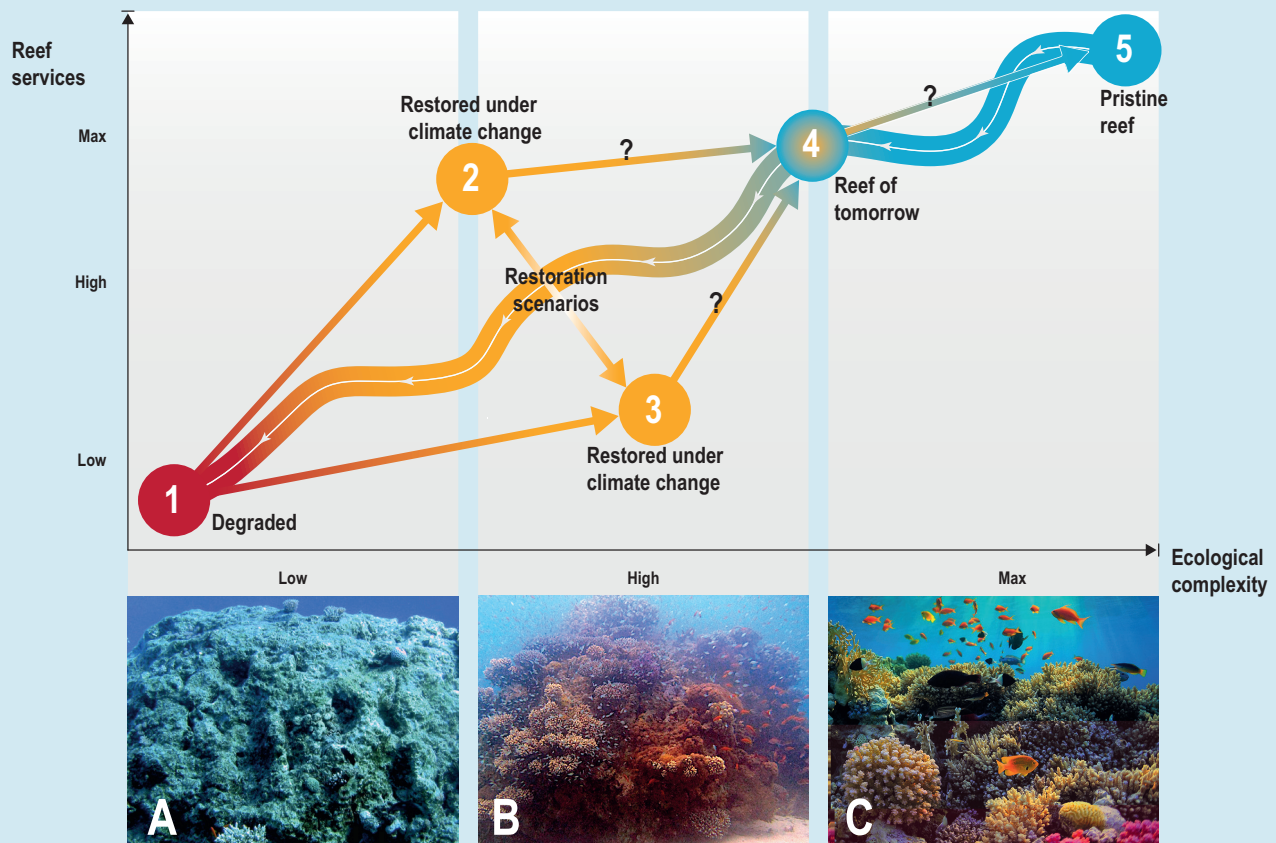 Reef
services
Max
High
Low
5
Pristine
reef
?
Restored under
climate change
2
?
4
Reef of
tomorrow
Restoration
scenarios
?
3
Restored under
climate change
1
Degraded
Ecological
complexity
Low
High
Max
A
B
C